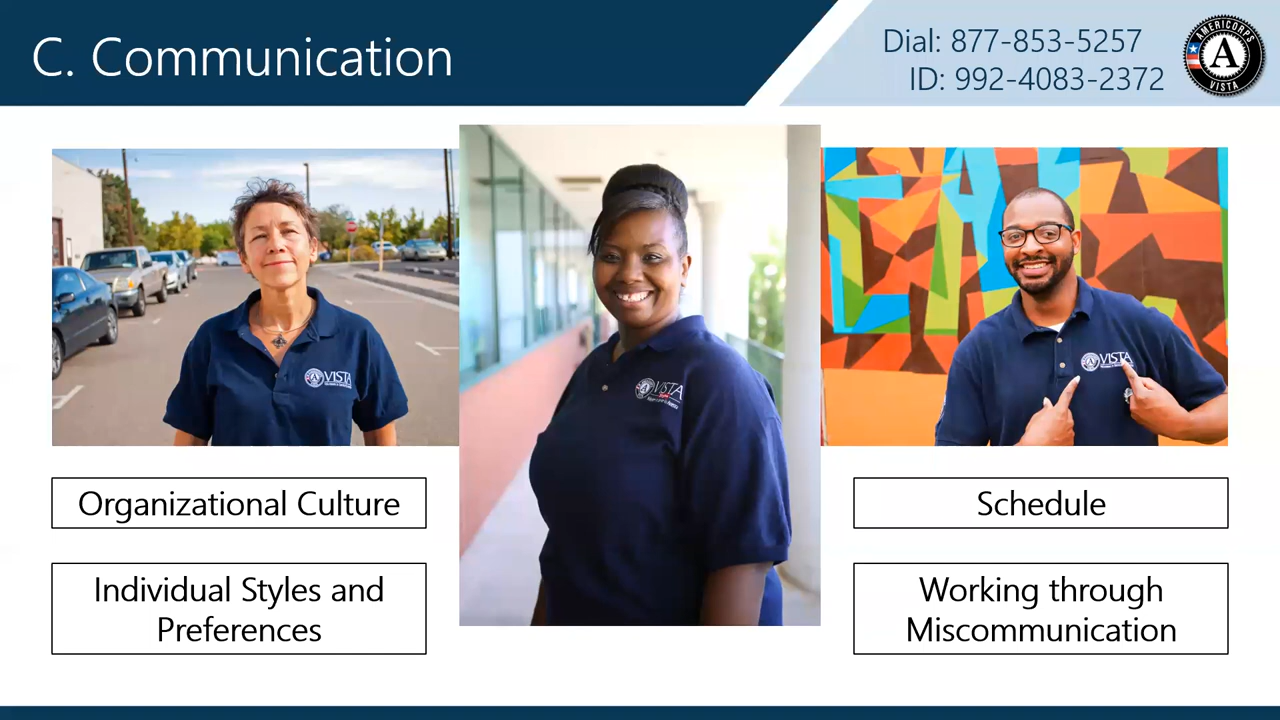 C. Communication
Dial: 877-853-5257
ID: 992-4083-2372
AMERICORPS
A
VISTA
VISTA
VISTA
VISTA
Organizational Culture
Individual Styles and
Preferences
Schedule
Working through
Miscommunication